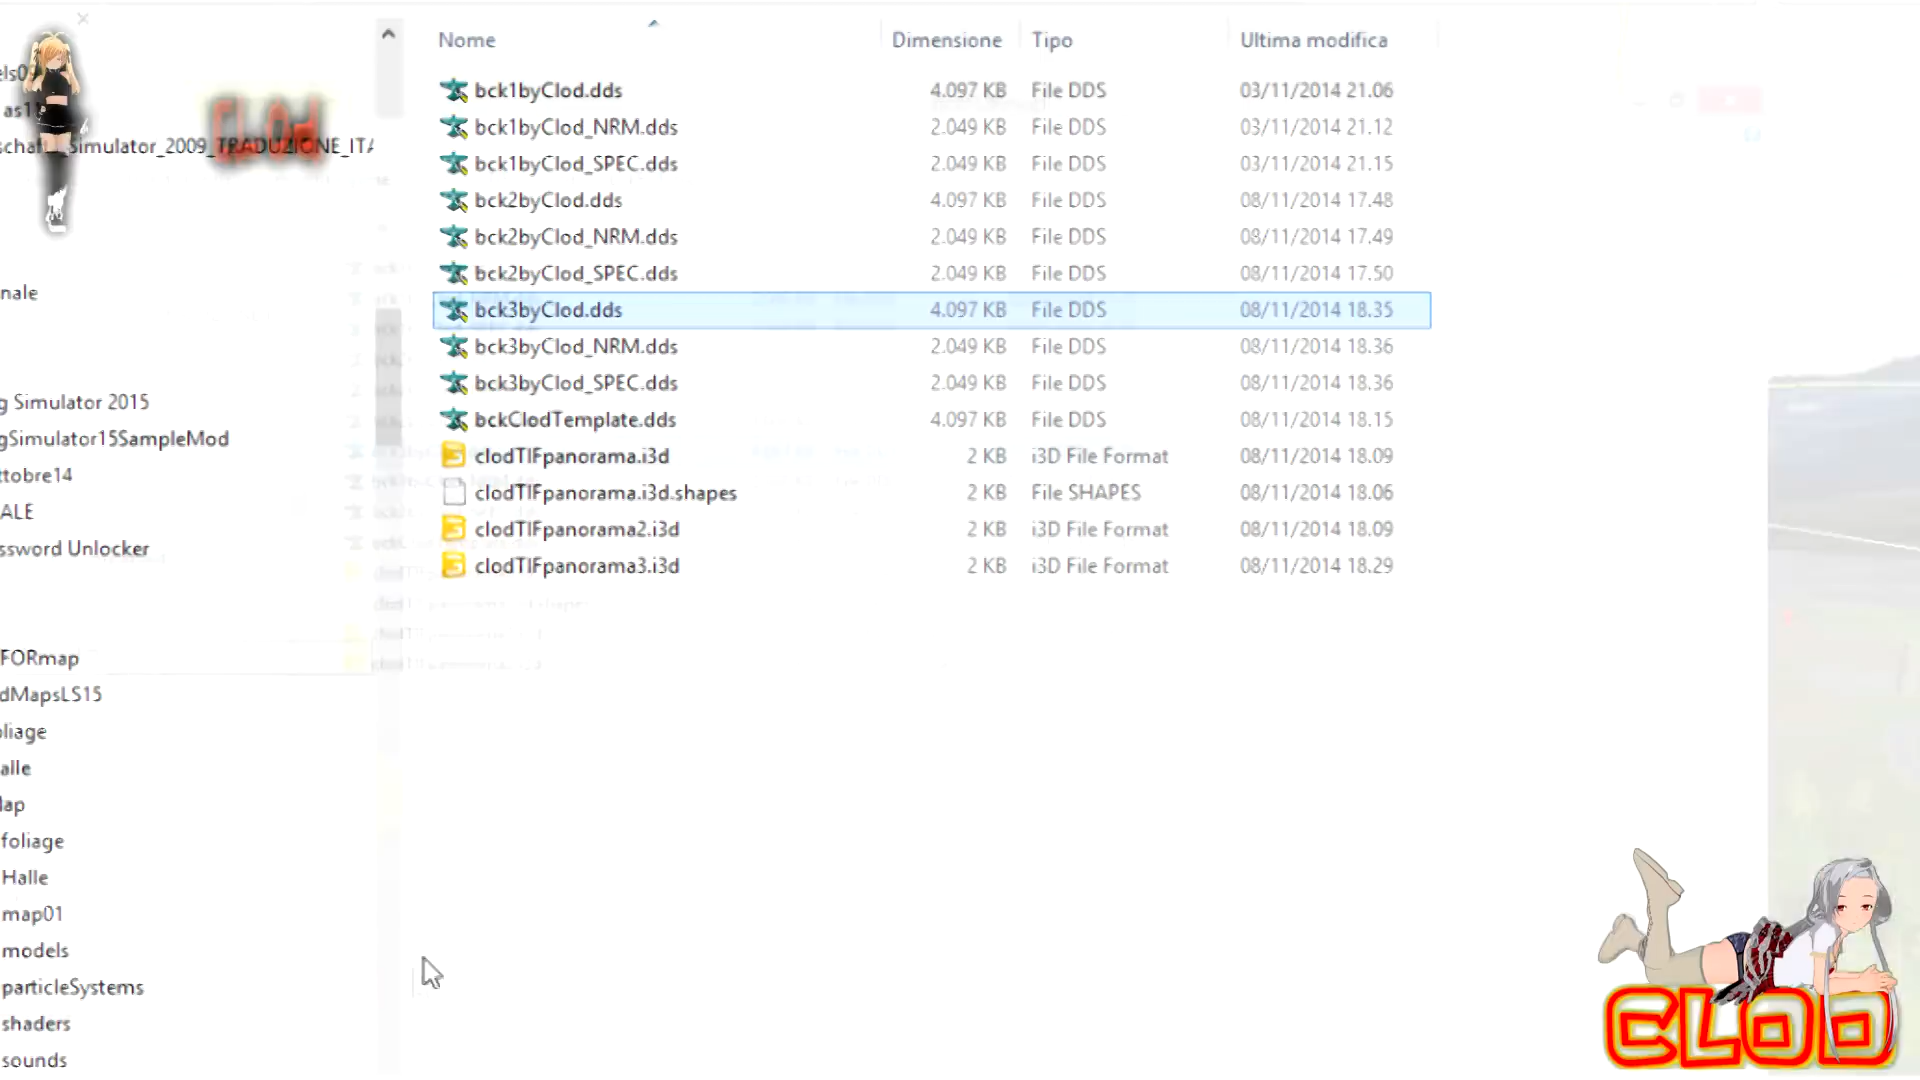 Nome Dimensione Tipo Ultima modifica
bck1byClod.dds 4.097 KB File DDS 03/11/2014 21.06
bck1byClod_NRM.dds 2.049 KB File DDS 03/11/2014 21.12
bck1byClod_SPEC.dds 2.049 KB File DDS 03/11/2014 21.15
bck2byClod.dds 4.097 KB File DDS 08/11/2014 17.48
bck2byClod_NRM.dds 2.049 KB File DDS 08/11/2014 17.49
bck2byClod_SPEC.dds 2.049 KB File DDS 08/11/2014 17.50
bck3byClod.dds 4.097 KB File DDS 08/11/2014 18.35
bck3byClod_NRM.dds 2.049 KB File DDS 08/11/2014 18.36
bck3byClod_SPEC.dds 2.049 KB File DDS 08/11/2014 18.36
bckClodTemplate.dds 4.097 KB File DDS 08/11/2014 18.15
clodTIFpanorama.i3d 2 KB i3D File Format 08/11/2014 18.09
clodTIFpanorama.i3d.shapes 2 KB File SHAPES 08/11/2014 18.06
clodTIFpanorama2.i3d 2 KB i3D File Format 08/11/2014 18.09
clodTIFpanorama3.i3d 2 KB i3D File Format 08/11/2014 18.29
els0
as1
schaft Simulator_2009_TRADUZIONE_ITA
CLOd
nale
g Simulator 2015
gSimulator15SampleMod
ttobre14
ALE
ssword Unlocker
FORmap
dMapsLS15
oliage
alle
lap
foliage
Halle
map01
models
particleSystems
shaders
sounds
CLOD